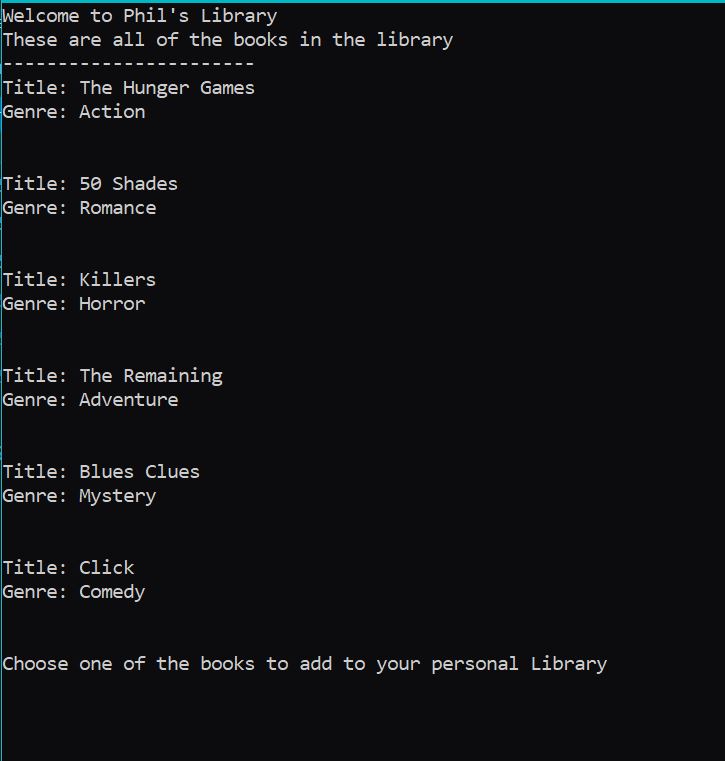 Welcome to Phil's Library
These are all of the books in the library
-----------------------
Title: The Hunger Games
Genre: Action
Title: 50 Shades
Genre: Romance
Title: Killers
Genre: Horror
Title: The Remaining
Genre: Adventure
Title: Blues Clues
Genre: Mystery
Title: Click
Genre: Comedy
Choose one of the books to add to your personal Library